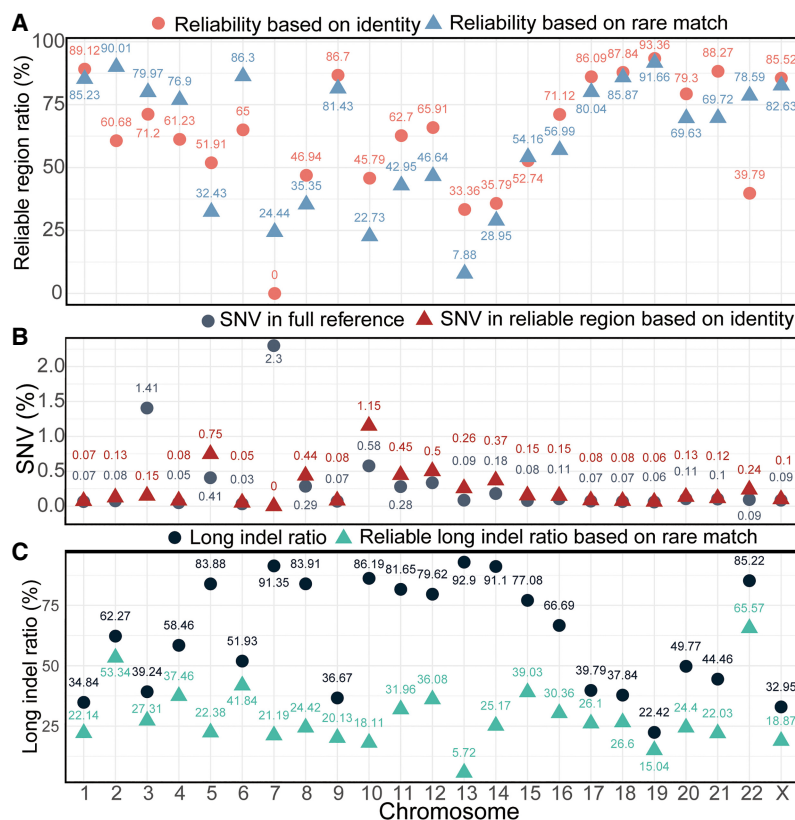 A
Reliability based on identity Reliability based on rare match
Reliable region ratio (%)
100
75
50
25
0
89.12 60.68 71.2 61.23 51.91 65 0 46.94 86.7 45.79 62.7 65.91 33.36 35.79 52.74 71.12 86.09 87.84 93.36 79.3 88.27 39.79 85.52
85.23 90.01 79.97 76.9 32.43 86.3 24.44 35.35 81.43 22.73 42.95 46.64 7.88 28.95 54.16 56.99 80.04 85.87 91.66 69.63 69.72 78.59 82.63
B
SNV in full reference SNV in reliable region based on identity
SNV (%)
2.0
1.5
1.0
0.5
0.0
0.07 0.13 0.15 0.08 0.75 0.05 0 0.44 0.08 1.15 0.45 0.5 0.26 0.37 0.15 0.15 0.08 0.08 0.06 0.13 0.12 0.24 0.1
0.07 0.08 1.41 0.05 0.41 0.03 2.3 0.29 0.07 0.58 0.28 0.09 0.18 0.08 0.11 0.07 0.07 0.06 0.11 0.1 0.09 0.09
C
Long indel ratio Reliable long indel ratio based on rare match
Long indel ratio (%)
75
50
25
34.84 62.27 39.24 58.46 83.88 51.93 91.35 83.91 36.67 86.19 81.65 79.62 92.9 91.1 77.08 66.69 39.79 37.84 22.42 49.77 44.46 85.22 32.95
22.14 53.34 27.31 37.46 22.38 41.84 21.19 24.42 20.13 18.11 31.96 36.08 5.72 25.17 39.03 30.36 26.1 26.6 15.04 24.4 22.03 65.57 18.87
1 2 3 4 5 6 7 8 9 10 11 12 13 14 15 16 17 18 19 20 21 22 X
Chromosome